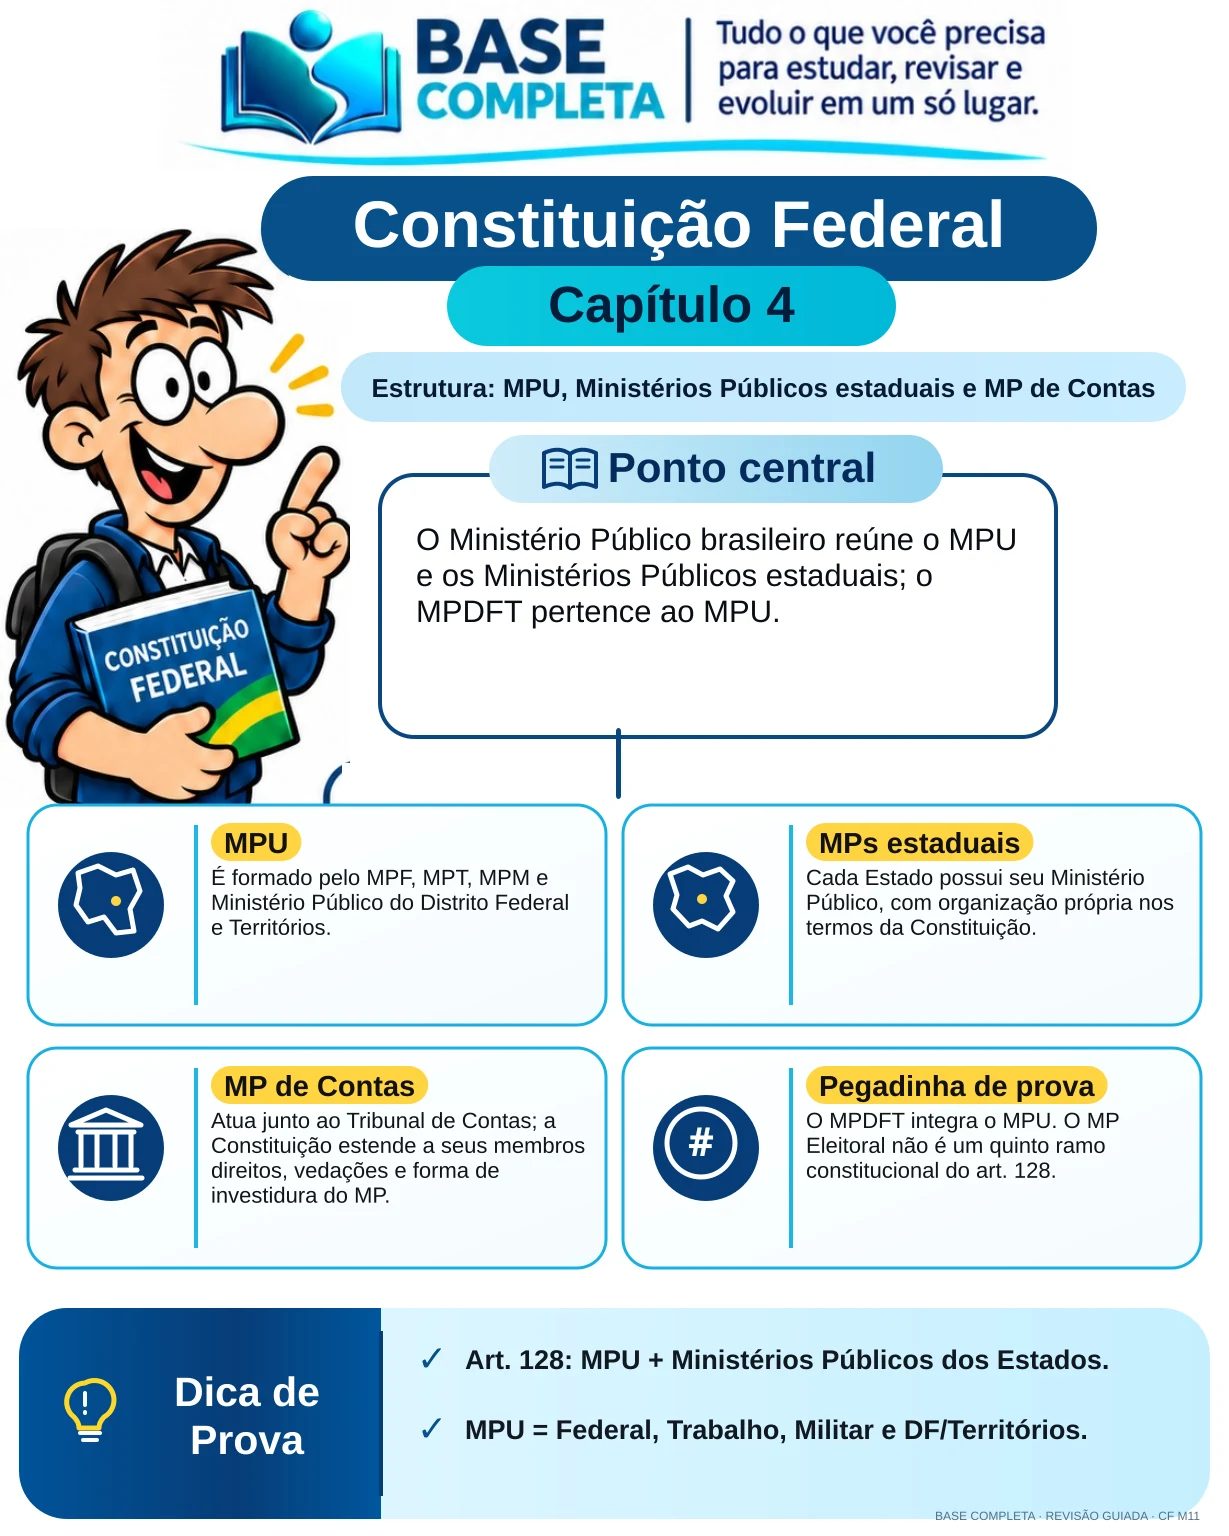 BASE
COMPLETA
Tudo o que você precisa
para estudar, revisar e
evoluir em um só lugar.
Constituição Federal
Capítulo 4
Estrutura: MPU, Ministérios Públicos estaduais e MP de Contas
Ponto central
O Ministério Público brasileiro reúne o MPU
e os Ministérios Públicos estaduais; o
MPDFT pertence ao MPU.
CONSTITUIÇÃO
FEDERAL
MPU
É formado pelo MPF, MPT, MPM e
Ministério Público do Distrito Federal
e Territórios.
MPs estaduais
Cada Estado possui seu Ministério
Público, com organização própria nos
termos da Constituição.
MP de Contas
Atua junto ao Tribunal de Contas; a
Constituição estende a seus membros
direitos, vedações e forma de
investidura do MP.
#
Pegadinha de prova
O MPDFT integra o MPU. O MP
Eleitoral não é um quinto ramo
constitucional do art. 128.
Dica de
Prova
✓ Art. 128: MPU + Ministérios Públicos dos Estados.
✓ MPU = Federal, Trabalho, Militar e DF/Territórios.
BASE COMPLETA · REVISÃO GUIADA · CF M11